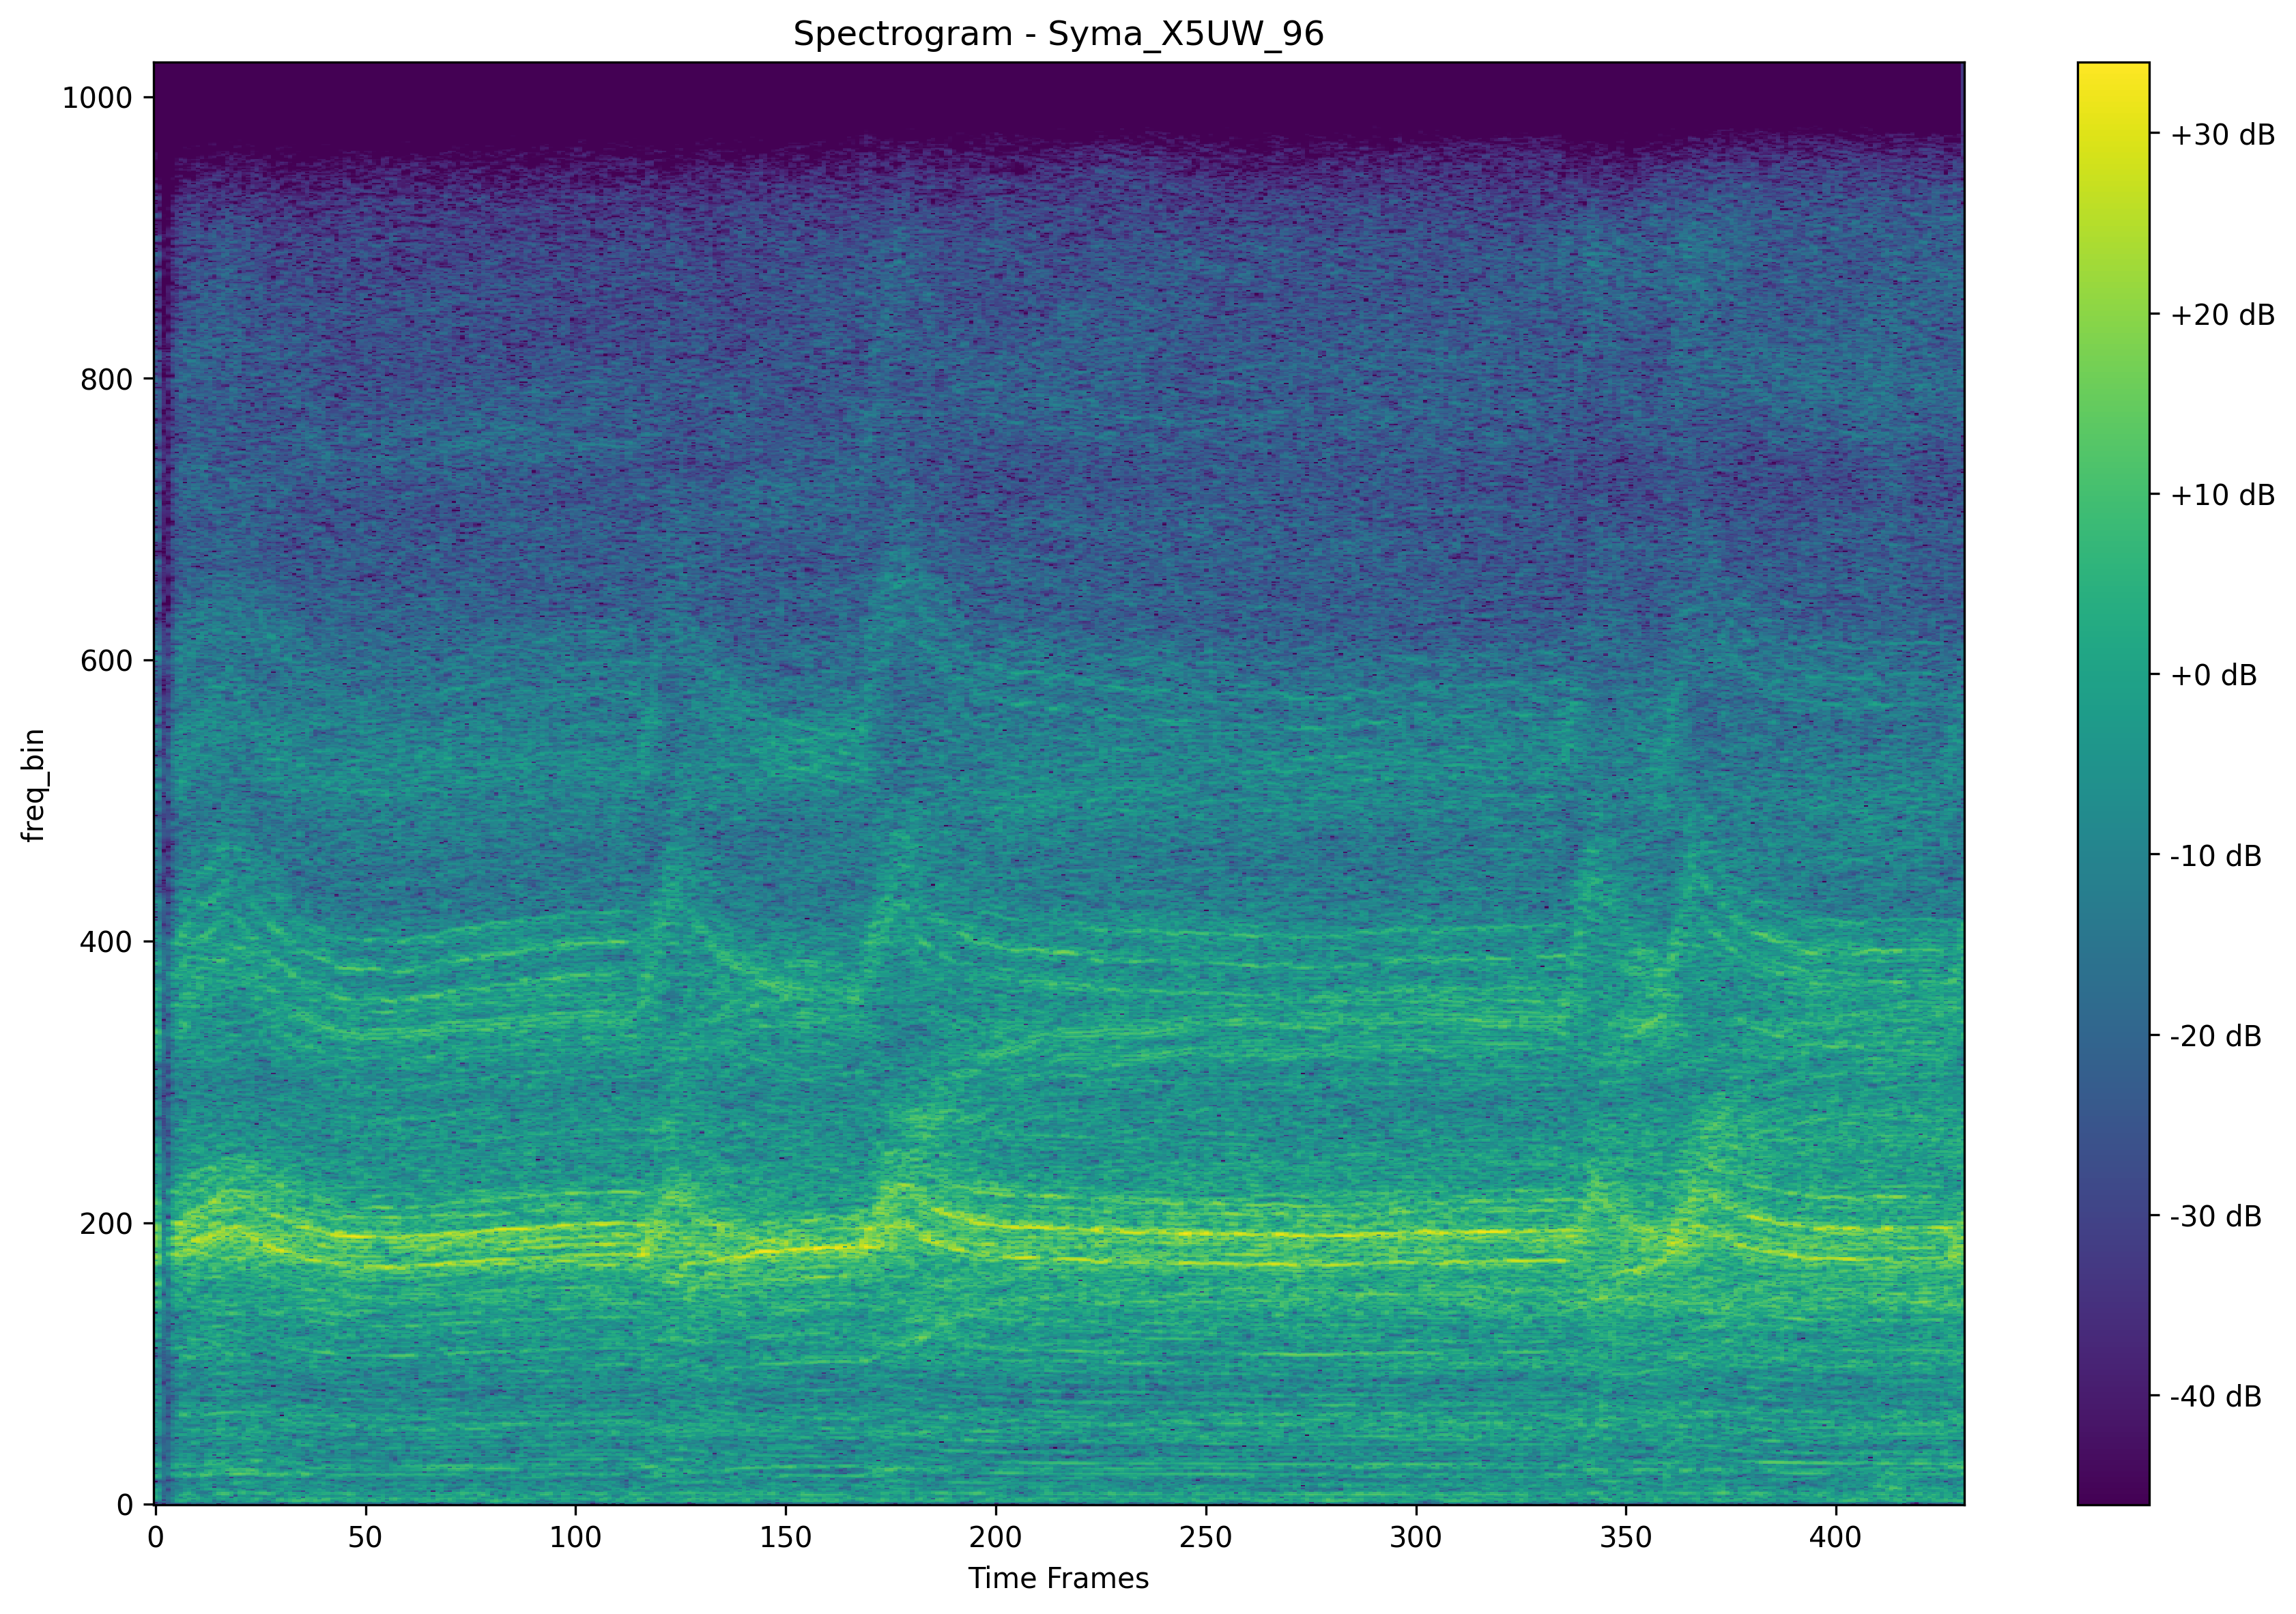 Spectrogram - Syma_X5UW_96
1000
800
600
400
200
0
freq_bin
0 50 100 150 200 250 300 350 400
Time Frames
+30 dB
+20 dB
+10 dB
+0 dB
-10 dB
-20 dB
-30 dB
-40 dB